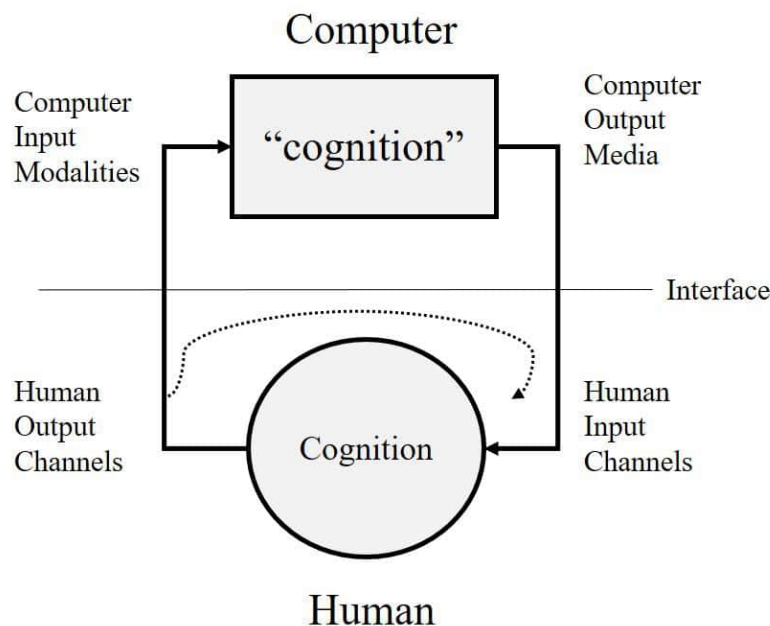 Computer
Computer
Input
Modalities
“cognition”
Computer
Output
Media
Interface
Human
Output
Channels
Cognition
Human
Input
Channels
Human